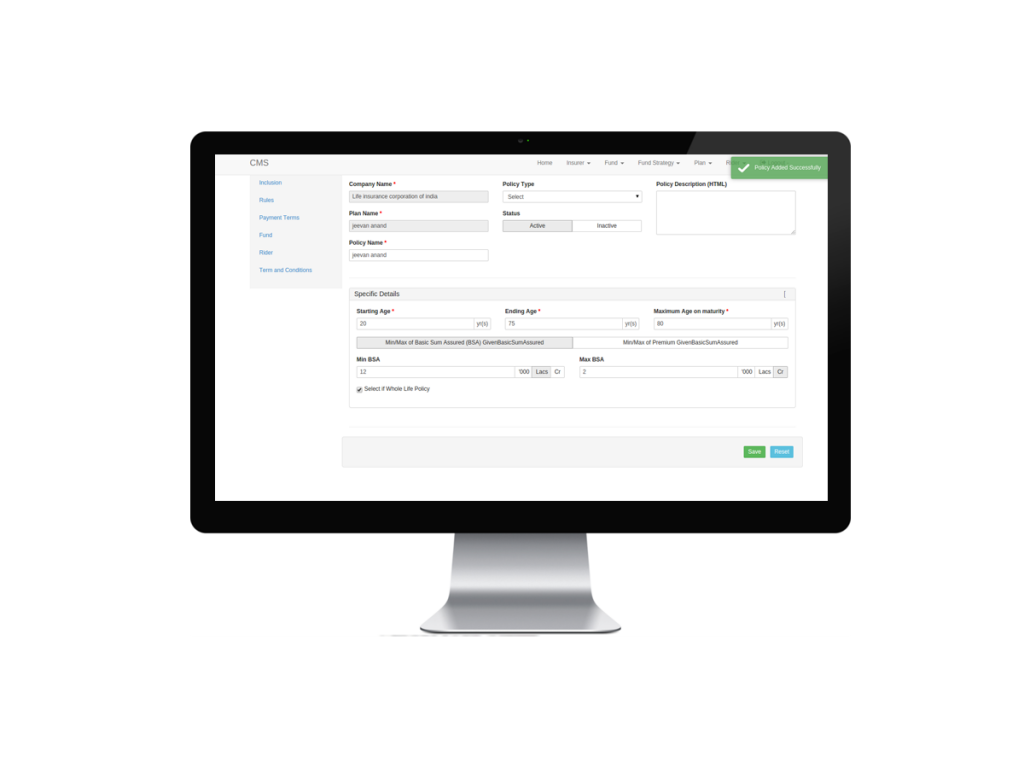 CMS
Home Insurer Fund Fund Strategy Plan
Policy Added Successfully
Inclusion
Rules
Payment Terms
Fund
Rider
Term and Conditions
Company Name * Policy Type Policy Description (HTML)
Life insurance corporation of india Select
Plan Name * Status
jeevan anand Active Inactive
Policy Name *
jeevan anand
Specific Details
Starting Age * Ending Age * Maximum Age on maturity *
20 yr(s) 75 yr(s) 80 yr(s)
Min/Max of Basic Sum Assured (BSA) GivenBasicSumAssured Min/Max of Premium GivenBasicSumAssured
Min BSA Max BSA
12 '000 Lacs Cr 2 '000 Lacs Cr
Select if Whole Life Policy
Save Reset